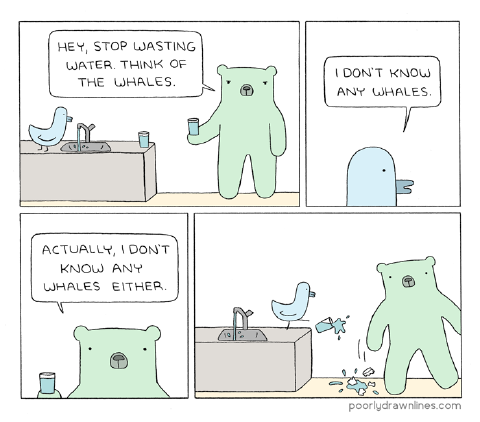 HEY, STOP WASTING
WATER. THINK OF
THE WHALES.
I DON'T KNOW
ANY WHALES.
ACTUALLY, I DON'T
KNOW ANY
WHALES EITHER.
poorlydrawnlines.com